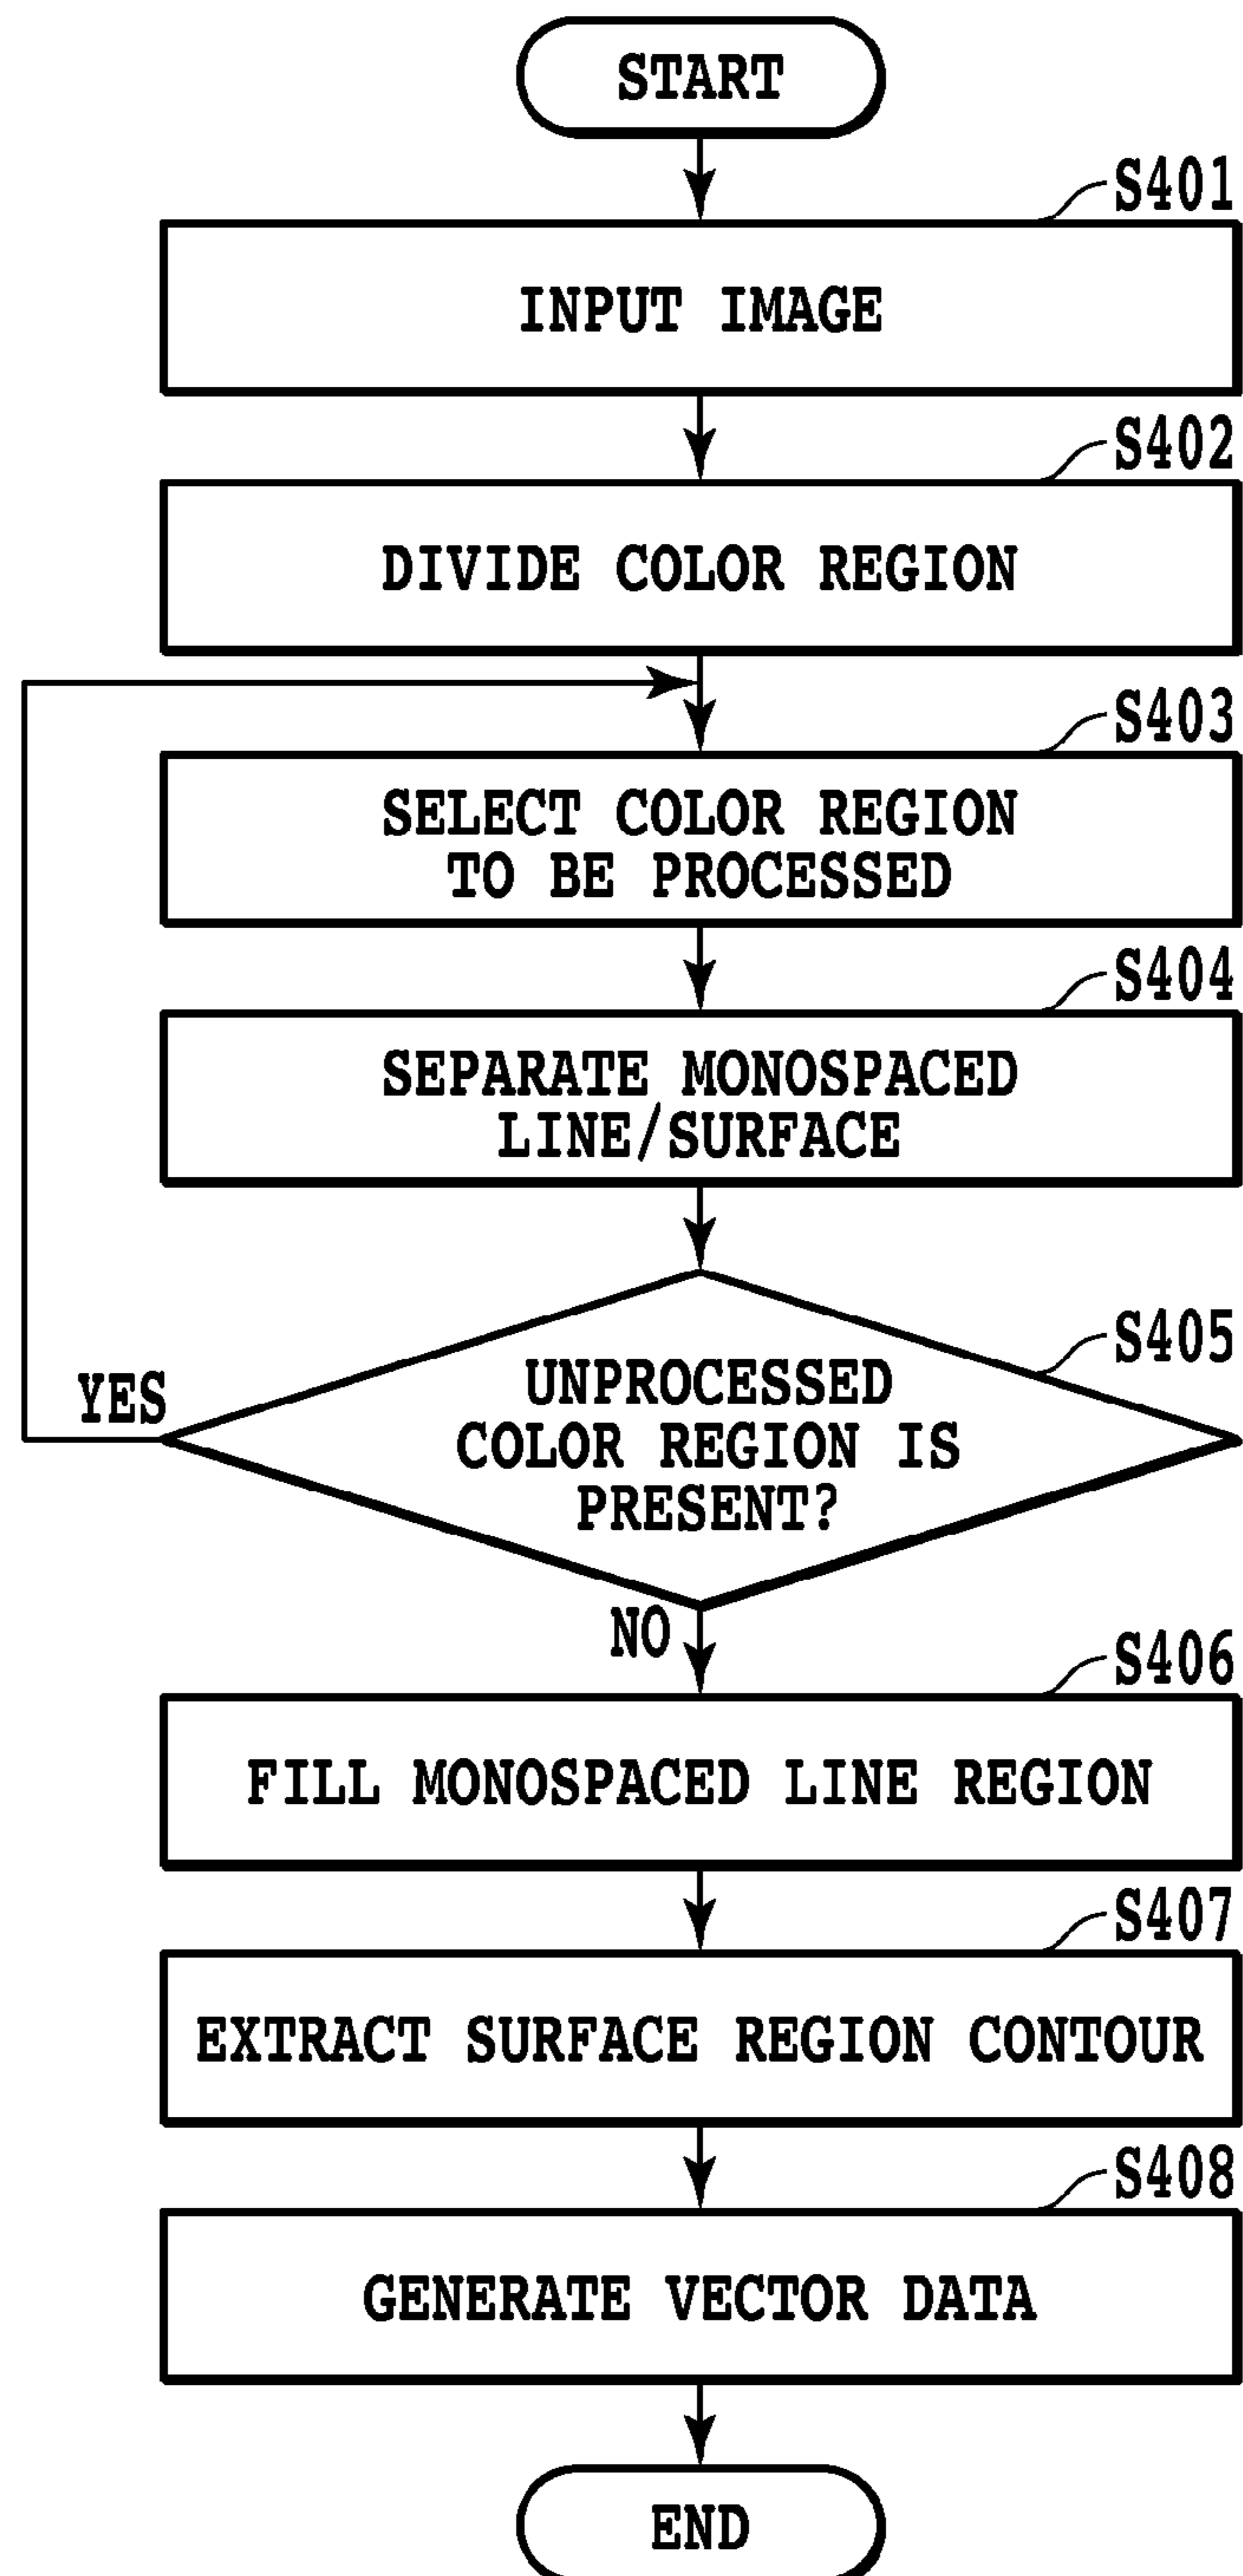 START
S401
INPUT IMAGE
S402
DIVIDE COLOR REGION
S403
SELECT COLOR REGION
TO BE PROCESSED
S404
SEPARATE MONOSPACED
LINE/SURFACE
S405
UNPROCESSED
COLOR REGION IS
PRESENT?
YES
NO
S406
FILL MONOSPACED LINE REGION
S407
EXTRACT SURFACE REGION CONTOUR
S408
GENERATE VECTOR DATA
END